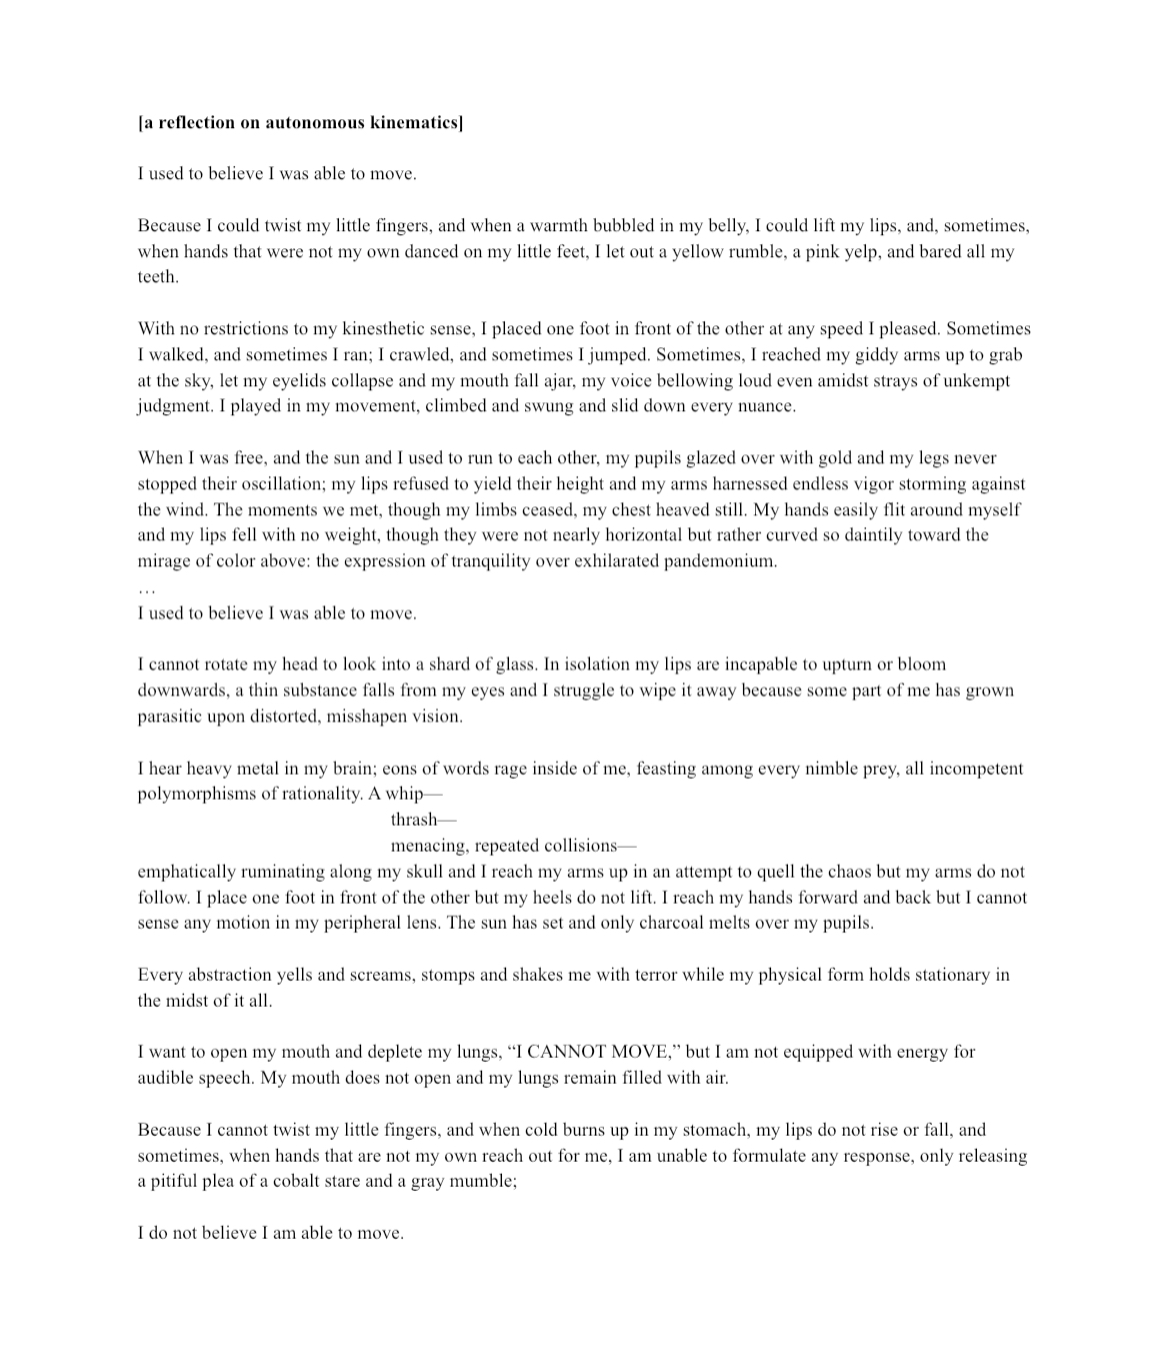 [a reflection on autonomous kinematics]
I used to believe I was able to move.
Because I could twist my little fingers, and when a warmth bubbled in my belly, I could lift my lips, and, sometimes,
when hands that were not my own danced on my little feet, I let out a yellow rumble, a pink yelp, and bared all my
teeth.
With no restrictions to my kinesthetic sense, I placed one foot in front of the other at any speed I pleased. Sometimes
I walked, and sometimes I ran; I crawled, and sometimes I jumped. Sometimes, I reached my giddy arms up to grab
at the sky, let my eyelids collapse and my mouth fall ajar, my voice bellowing loud even amidst strays of unkempt
judgment. I played in my movement, climbed and swung and slid down every nuance.
When I was free, and the sun and I used to run to each other, my pupils glazed over with gold and my legs never
stopped their oscillation; my lips refused to yield their height and my arms harnessed endless vigor storming against
the wind. The moments we met, though my limbs ceased, my chest heaved still. My hands easily flit around myself
and my lips fell with no weight, though they were not nearly horizontal but rather curved so daintily toward the
mirage of color above: the expression of tranquility over exhilarated pandemonium.
…
I used to believe I was able to move.
I cannot rotate my head to look into a shard of glass. In isolation my lips are incapable to upturn or bloom
downwards, a thin substance falls from my eyes and I struggle to wipe it away because some part of me has grown
parasitic upon distorted, misshapen vision.
I hear heavy metal in my brain; eons of words rage inside of me, feasting among every nimble prey, all incompetent
polymorphisms of rationality. A whip—
thrash—
menacing, repeated collisions—
emphatically ruminating along my skull and I reach my arms up in an attempt to quell the chaos but my arms do not
follow. I place one foot in front of the other but my heels do not lift. I reach my hands forward and back but I cannot
sense any motion in my peripheral lens. The sun has set and only charcoal melts over my pupils.
Every abstraction yells and screams, stomps and shakes me with terror while my physical form holds stationary in
the midst of it all.
I want to open my mouth and deplete my lungs, “I CANNOT MOVE,” but I am not equipped with energy for
audible speech. My mouth does not open and my lungs remain filled with air.
Because I cannot twist my little fingers, and when cold burns up in my stomach, my lips do not rise or fall, and
sometimes, when hands that are not my own reach out for me, I am unable to formulate any response, only releasing
a pitiful plea of a cobalt stare and a gray mumble;
I do not believe I am able to move.